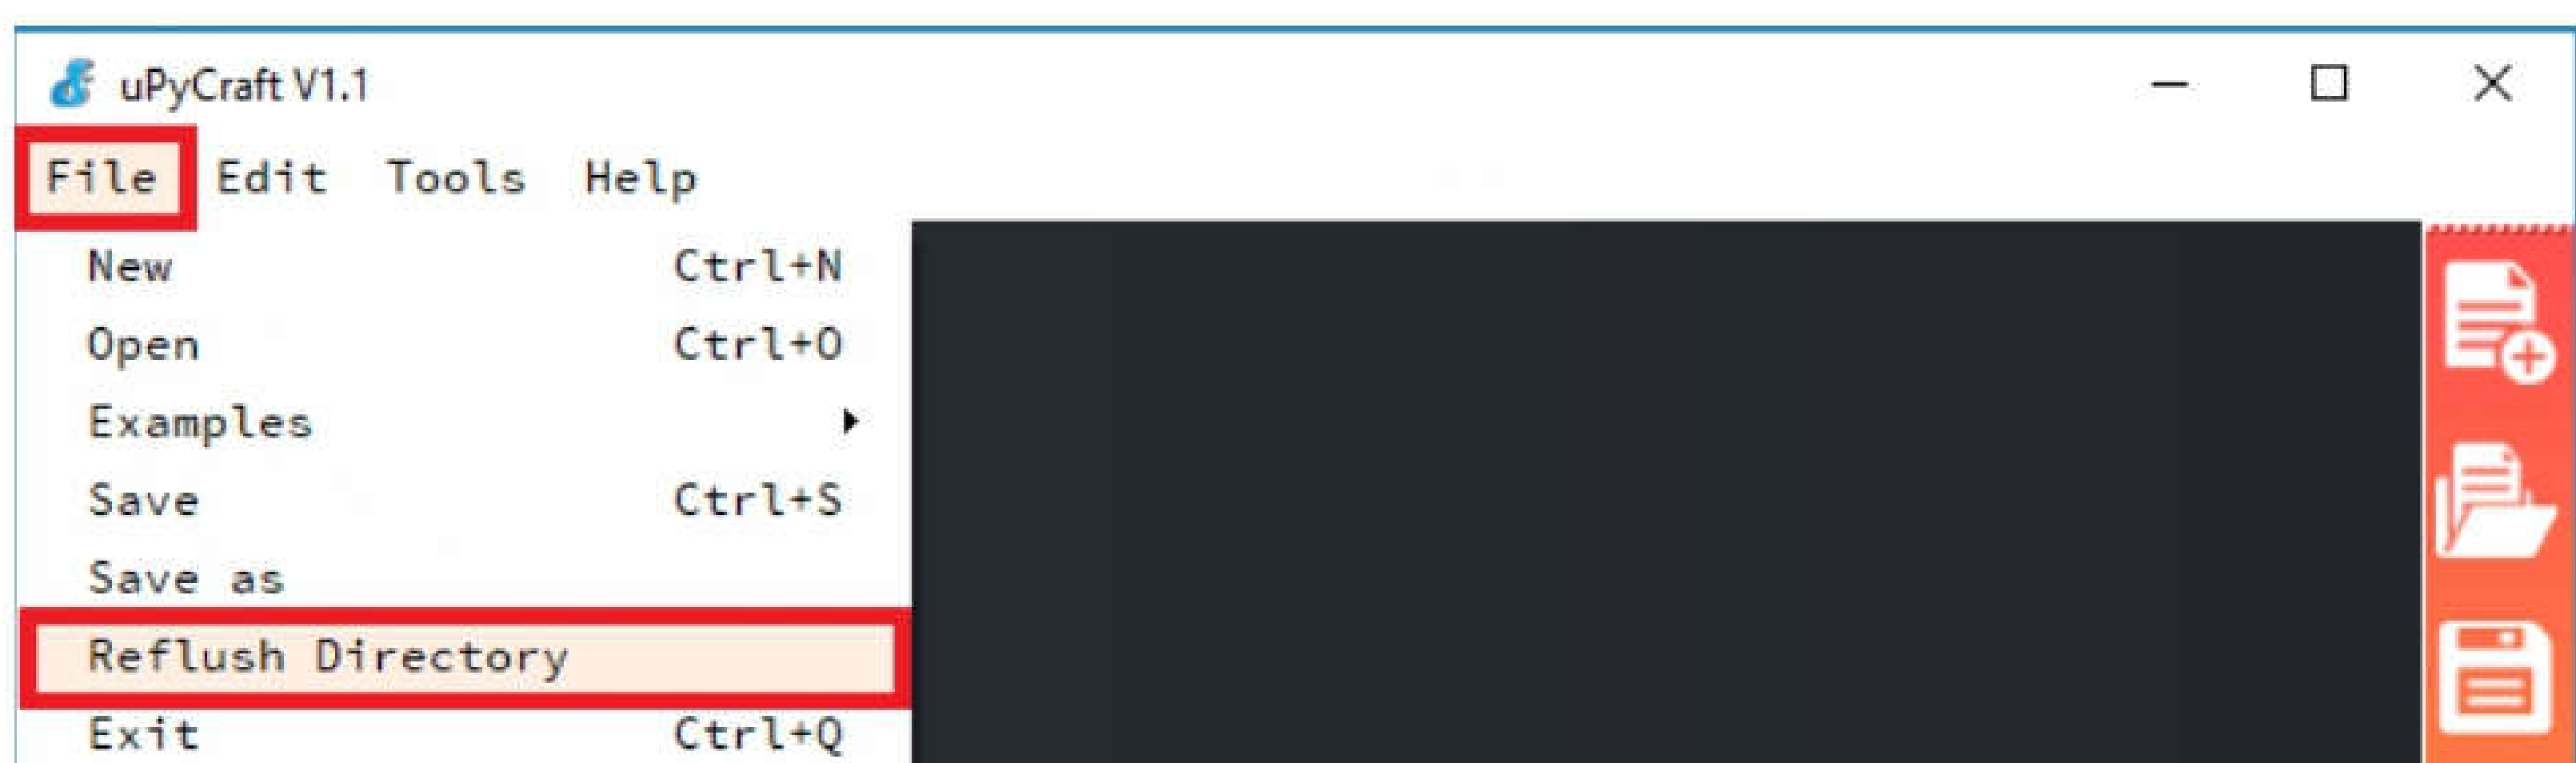 uPyCraft V1.1
File Edit Tools Help
New Ctrl+N
Open Ctrl+O
Examples
Save Ctrl+S
Save as
Reflush Directory
Exit Ctrl+Q